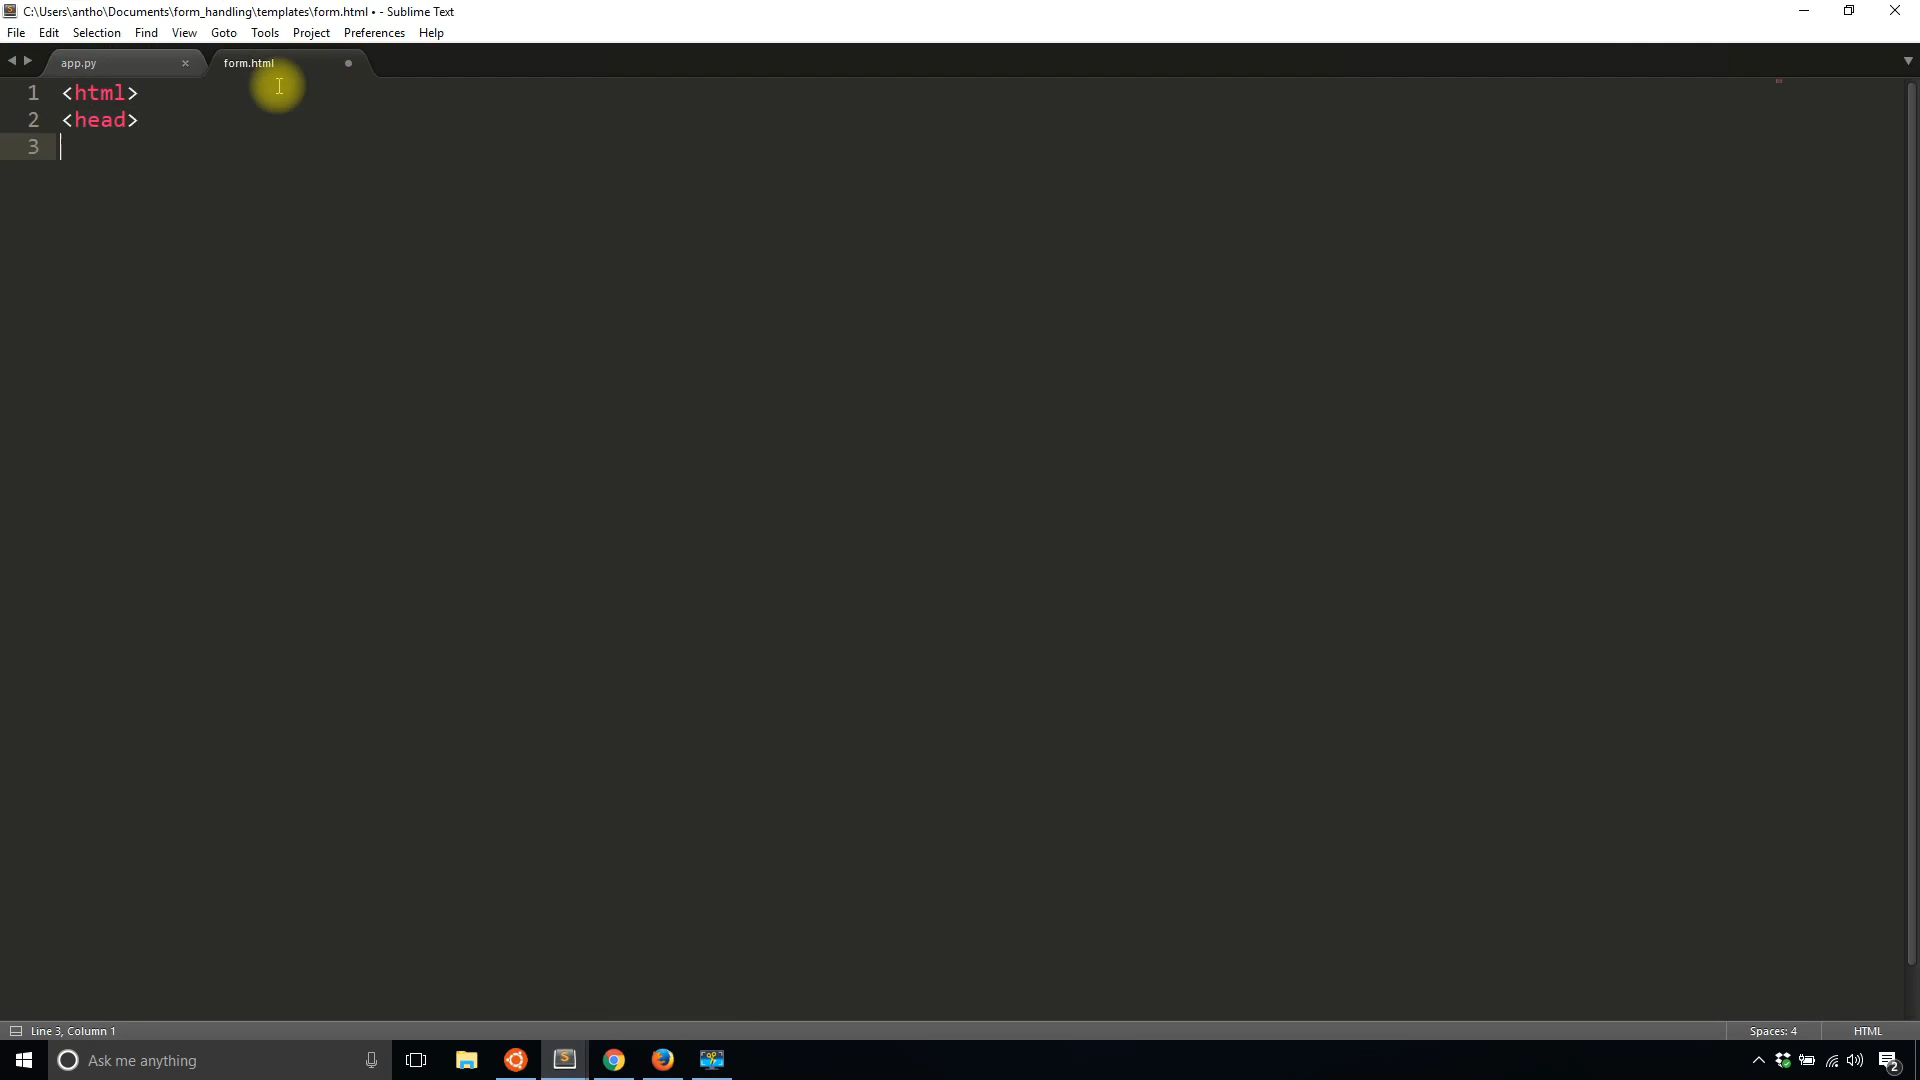 C:\Users\antho\Documents\form_handling\templates\form.html • - Sublime Text
File Edit Selection Find View Goto Tools Project Preferences Help
app.py form.html
1 <html>
2 <head>
3
Line 3, Column 1 Spaces: 4 HTML
Ask me anything 2